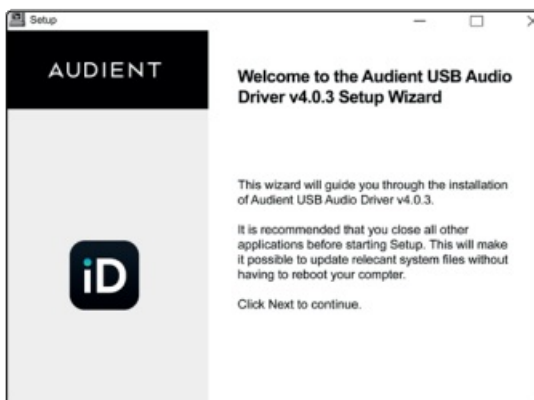 Setup
AUDIENT
Welcome to the Audient USB Audio
Driver v4.0.3 Setup Wizard
This wizard will guide you through the installation
of Audient USB Audio Driver v4.0.3.
It is recommended that you close all other
applications before starting Setup. This will make
it possible to update relecant system files without
having to reboot your compter.
Click Next to continue.
iD